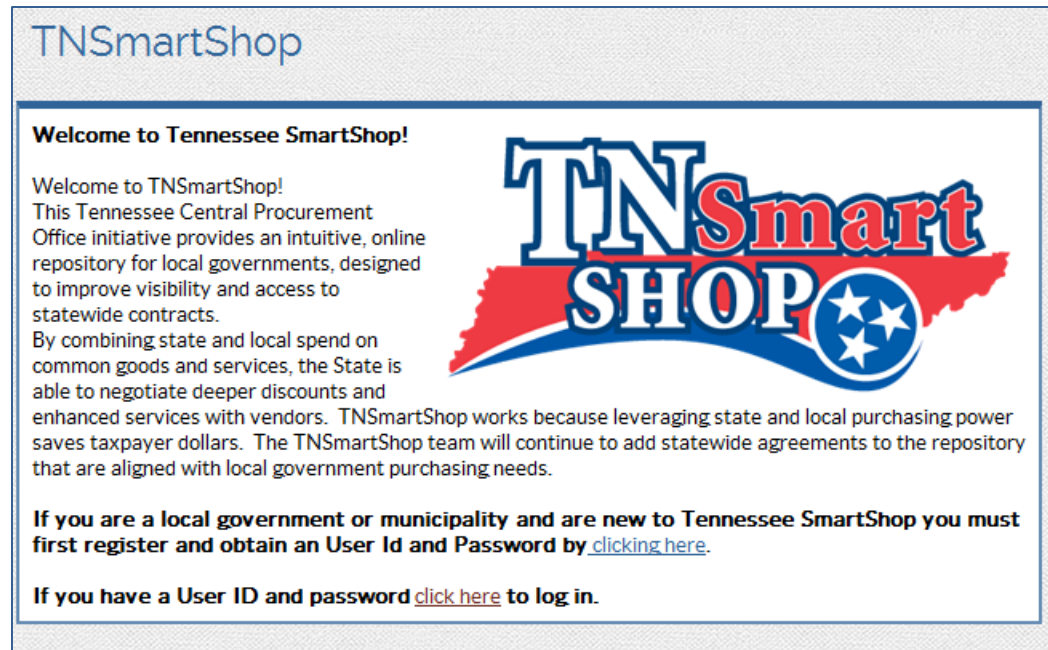 TNSmartShop
Welcome to Tennessee SmartShop!
Welcome to TNSmartShop!
This Tennessee Central Procurement
Office initiative provides an intuitive, online
repository for local governments, designed
to improve visibility and access to
statewide contracts.
By combining state and local spend on
common goods and services, the State is
able to negotiate deeper discounts and
enhanced services with vendors.  TNSmartShop works because leveraging state and local purchasing power
saves taxpayer dollars.  The TNSmartShop team will continue to add statewide agreements to the repository
that are aligned with local government purchasing needs.
TNSmart
SHOP
If you are a local government or municipality and are new to Tennessee SmartShop you must
first register and obtain an User Id and Password by clicking here.
If you have a User ID and password click here to log in.